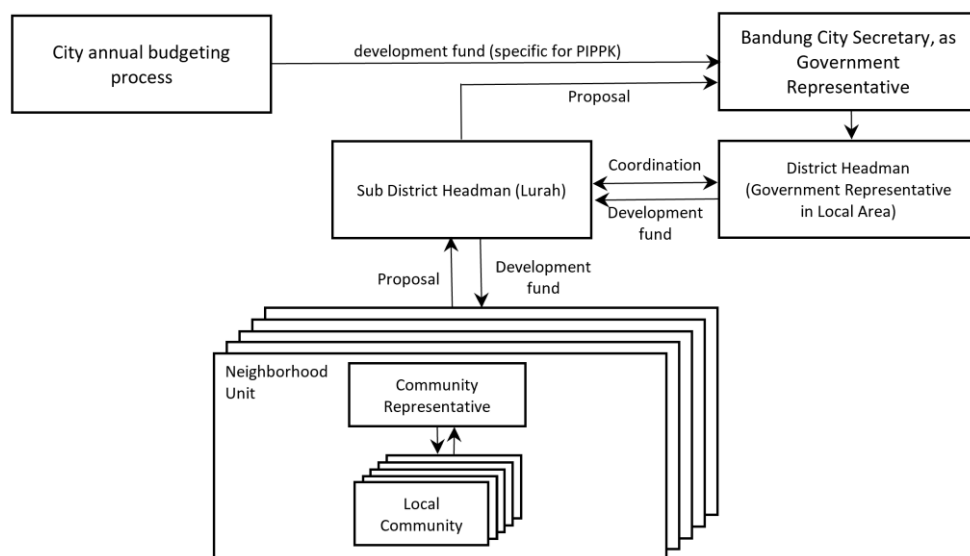 City annual budgeting
process
development fund (specific for PIPPK)
Bandung City Secretary, as
Government
Representative
Proposal
Sub District Headman (Lurah)
Coordination
Development
fund
District Headman
(Government Representative
in Local Area)
Proposal
Development
fund
Neighborhood
Unit
Community
Representative
Local
Community